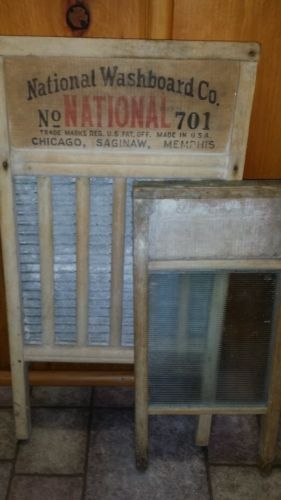 National Washboard Co.
No NATIONAL 701
TRADE MARKS REG. U.S. PAT. OFF. MADE IN U.S.A.
CHICAGO, SAGINAW, MEMPHIS